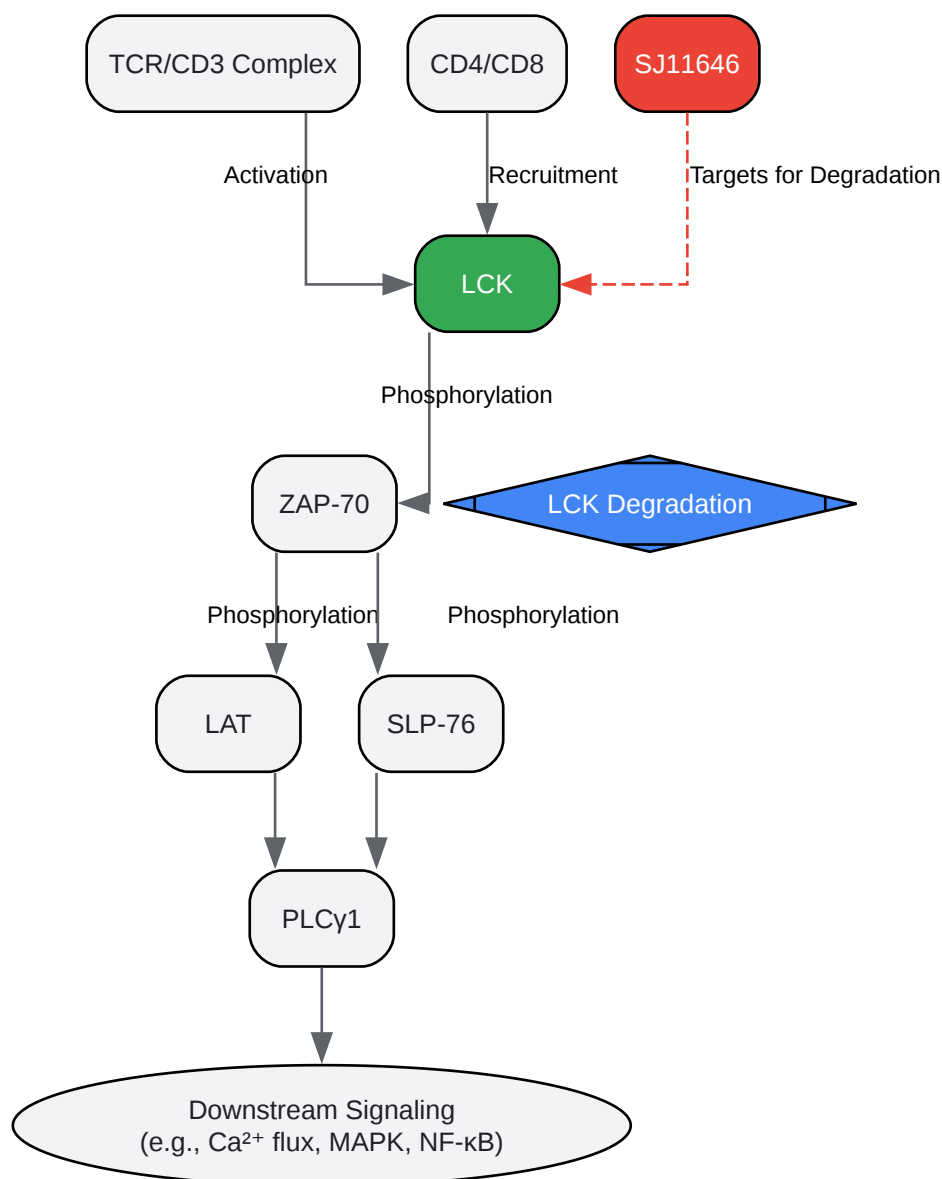 TCR/CD3 Complex
CD4/CD8
SJ11646
Activation
Recruitment
Targets for Degradation
LCK
Phosphorylation
ZAP-70
LCK Degradation
Phosphorylation
Phosphorylation
LAT
SLP-76
PLCγ1
Downstream Signaling
(e.g., Ca²⁺ flux, MAPK, NF-κB)